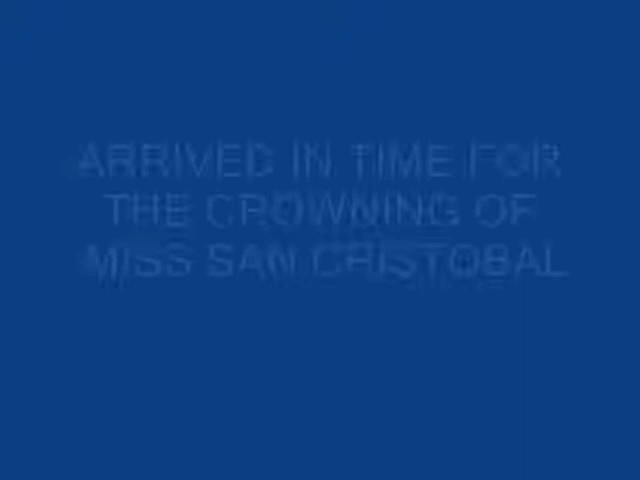 ARRIVED IN TIME FOR
THE CROWNING OF
MISS SAN CRISTOBAL